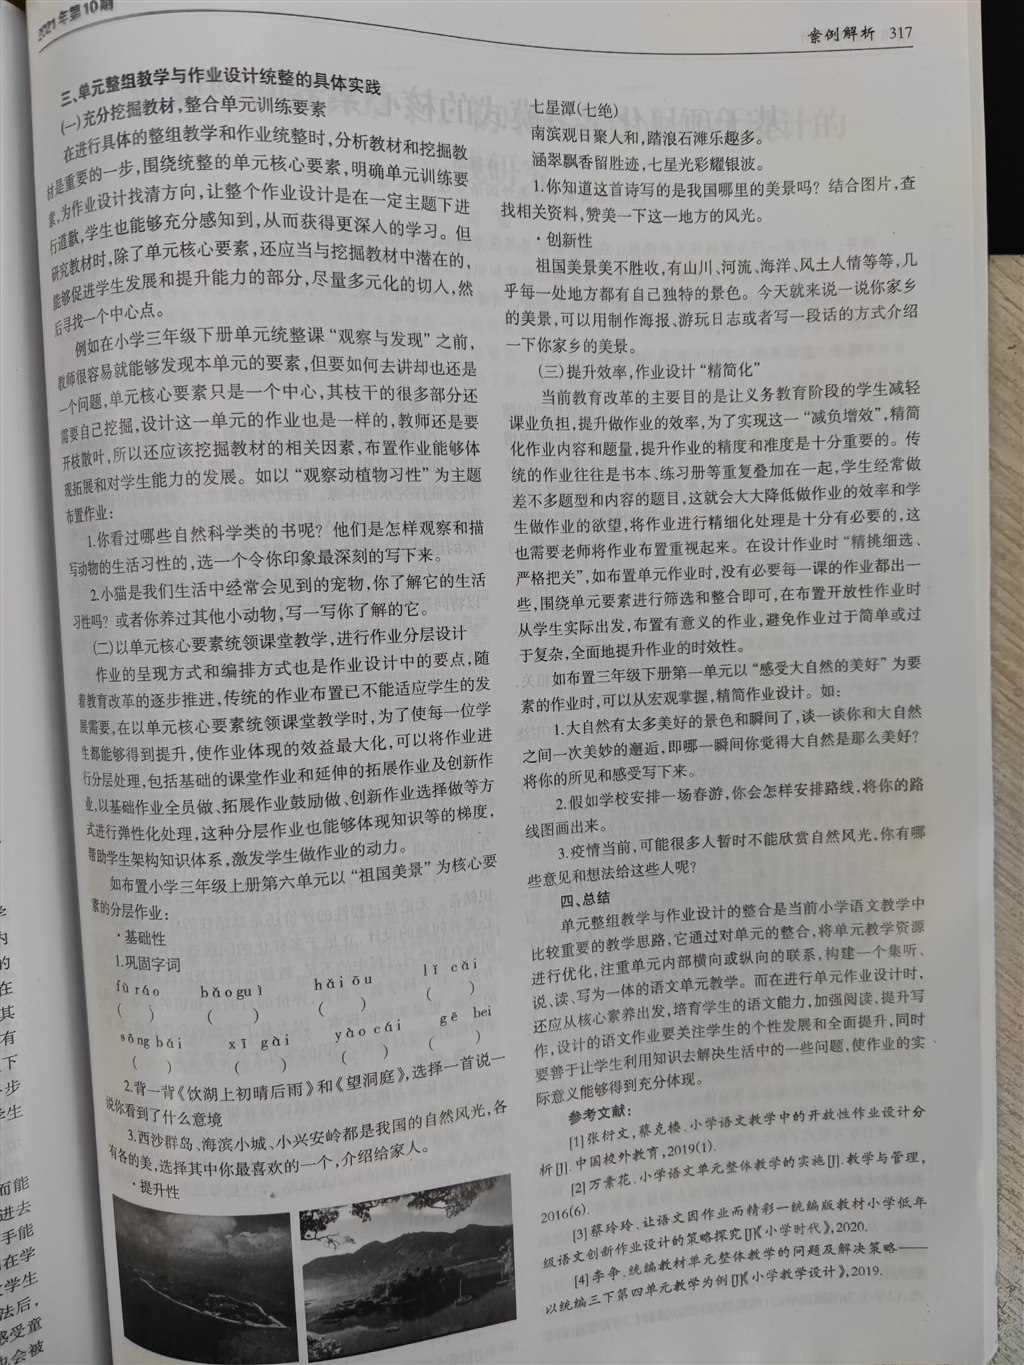 2021年第10期
案例解析 317
三、单元整组教学与作业设计统整的具体实践
(一)充分挖掘教材,整合单元训练要素
在进行具体的整组教学和作业统整时,分析教材和挖掘教
材是重要的一步,围绕统整的单元核心要素,明确单元训练要
素,为作业设计找清方向,让整个作业设计是在一定主题下进
行道歉,学生也能够充分感知到,从而获得更深入的学习。但
研究教材时,除了单元核心要素,还应当与挖掘教材中潜在的,
能够促进学生发展和提升能力的部分,尽量多元化的切入,然
后寻找一个中心点。
例如在小学三年级下册单元统整课“观察与发现”之前,
教师很容易就能够发现本单元的要素,但要如何去讲却也还是
一个问题,单元核心要素只是一个中心,其枝干的很多部分还
需要自己挖掘,设计这一单元的作业也是一样的,教师还是要
开枝散叶,所以还应该挖掘教材的相关因素,布置作业能够体
现拓展和对学生能力的发展。如以“观察动植物习性”为主题
布置作业:
1.你看过哪些自然科学类的书呢?他们是怎样观察和描
写动物的生活习性的,选一个令你印象最深刻的写下来。
2.小猫是我们生活中经常会见到的宠物,你了解它的生活
习性吗?或者你养过其他小动物,写一写你了解的它。
(二)以单元核心要素统领课堂教学,进行作业分层设计
作业的呈现方式和编排方式也是作业设计中的要点,随
着教育改革的逐步推进,传统的作业布置已不能适应学生的发
展需要,在以单元核心要素统领课堂教学时,为了使每一位学
生都能够得到提升,使作业体现的效益最大化,可以将作业进
行分层处理,包括基础的课堂作业和延伸的拓展作业及创新作
业,以基础作业全员做、拓展作业鼓励做、创新作业选择做等方
式进行弹性化处理,这种分层作业也能够体现知识等的梯度,
帮助学生架构知识体系,激发学生做作业的动力。
如布置小学三年级上册第六单元以“祖国美景”为核心要
素的分层作业:
·基础性
1.巩固字词
fù ráo bǎo guì hǎi ōu lǐ cǎi
( ) ( ) ( ) ( )
sōng bǎi xī gài yào cái gē bei
( ) ( ) ( ) ( )
2.背一背《饮湖上初晴后雨》和《望洞庭》,选择一首说一
说你看到了什么意境
3.西沙群岛、海滨小城、小兴安岭都是我国的自然风光,各
有各的美,选择其中你最喜欢的一个,介绍给家人。
·提升性
七星潭(七绝)
南滨观日聚人和,踏浪石滩乐趣多。
涵翠飘香留胜迹,七星光彩耀银波。
1.你知道这首诗写的是我国哪里的美景吗?结合图片,查
找相关资料,赞美一下这一地方的风光。
·创新性
祖国美景美不胜收,有山川、河流、海洋、风土人情等等,几
乎每一处地方都有自己独特的景色。今天就来说一说你家乡
的美景,可以用制作海报、游玩日志或者写一段话的方式介绍
一下你家乡的美景。
(三)提升效率,作业设计“精简化”
当前教育改革的主要目的是让义务教育阶段的学生减轻
课业负担,提升做作业的效率,为了实现这一“减负增效”,精简
化作业内容和题量,提升作业的精度和准度是十分重要的。传
统的作业往往是书本、练习册等重复叠加在一起,学生经常做
差不多题型和内容的题目,这就会大大降低做作业的效率和学
生做作业的欲望,将作业进行精细化处理是十分有必要的,这
也需要老师将作业布置重视起来。在设计作业时“精挑细选、
严格把关”,如布置单元作业时,没有必要每一课的作业都出一
些,围绕单元要素进行筛选和整合即可,在布置开放性作业时
从学生实际出发,布置有意义的作业,避免作业过于简单或过
于复杂,全面地提升作业的时效性。
如布置三年级下册第一单元以“感受大自然的美好”为要
素的作业时,可以从宏观掌握,精简作业设计。如:
1.大自然有太多美好的景色和瞬间了,谈一谈你和大自然
之间一次美妙的邂逅,即哪一瞬间你觉得大自然是那么美好?
将你的所见和感受写下来。
2.假如学校安排一场春游,你会怎样安排路线,将你的路
线图画出来。
3.疫情当前,可能很多人暂时不能欣赏自然风光,你有哪
些意见和想法给这些人呢?
四、总结
单元整组教学与作业设计的整合是当前小学语文教学中
比较重要的教学思路,它通过对单元的整合,将单元教学资源
进行优化,注重单元内部横向或纵向的联系,构建一个集听、
说、读、写为一体的语文单元教学。而在进行单元作业设计时,
还应从核心素养出发,培育学生的语文能力,加强阅读,提升写
作,设计的语文作业要关注学生的个性发展和全面提升,同时
要善于让学生利用知识去解决生活中的一些问题,使作业的实
际意义能够得到充分体现。
参考文献:
[1]张衍文,蔡克楼.小学语文教学中的开放性作业设计分
析[J].中国校外教育,2019(1).
[2]万素花.小学语文单元整体教学的实施[J].教学与管理,
2016(6).
[3]蔡玲玲.让语文因作业而精彩—统编版教材小学低年
级语文创新作业设计的策略探究[J]《小学时代》,2020.
[4]李争.统编教材单元整体教学的问题及解决策略——
以统编三下第四单元教学为例[J]《小学教学设计》,2019.